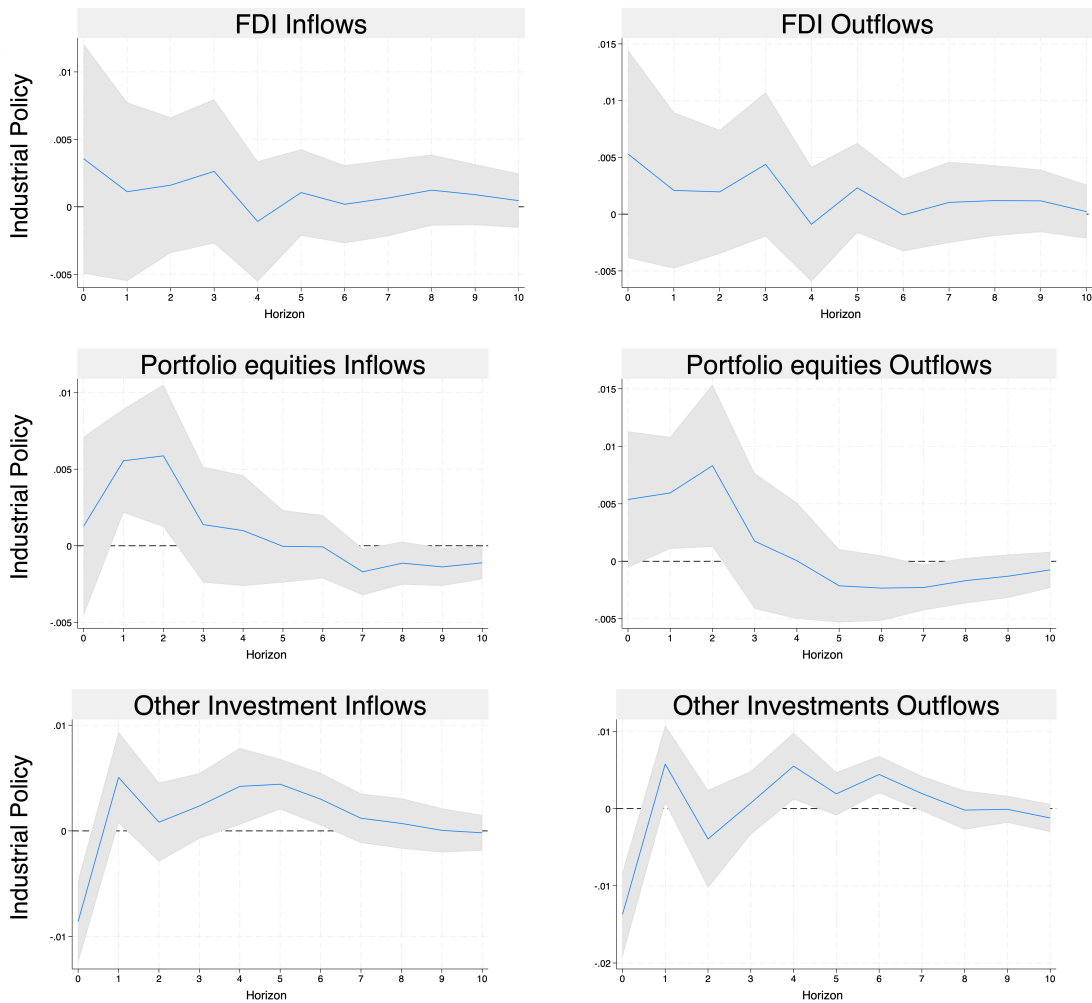 FDI Inflows
Industrial Policy
.01
.005
0
-.005
0 1 2 3 4 5 6 7 8 9 10
Horizon
FDI Outflows
.015
.01
.005
0
-.005
0 1 2 3 4 5 6 7 8 9 10
Horizon
Portfolio equities Inflows
Industrial Policy
.01
.005
0
-.005
0 1 2 3 4 5 6 7 8 9 10
Horizon
Portfolio equities Outflows
.015
.01
.005
0
-.005
0 1 2 3 4 5 6 7 8 9 10
Horizon
Other Investment Inflows
Industrial Policy
.01
0
-.01
0 1 2 3 4 5 6 7 8 9 10
Horizon
Other Investments Outflows
.01
0
-.01
-.02
0 1 2 3 4 5 6 7 8 9 10
Horizon